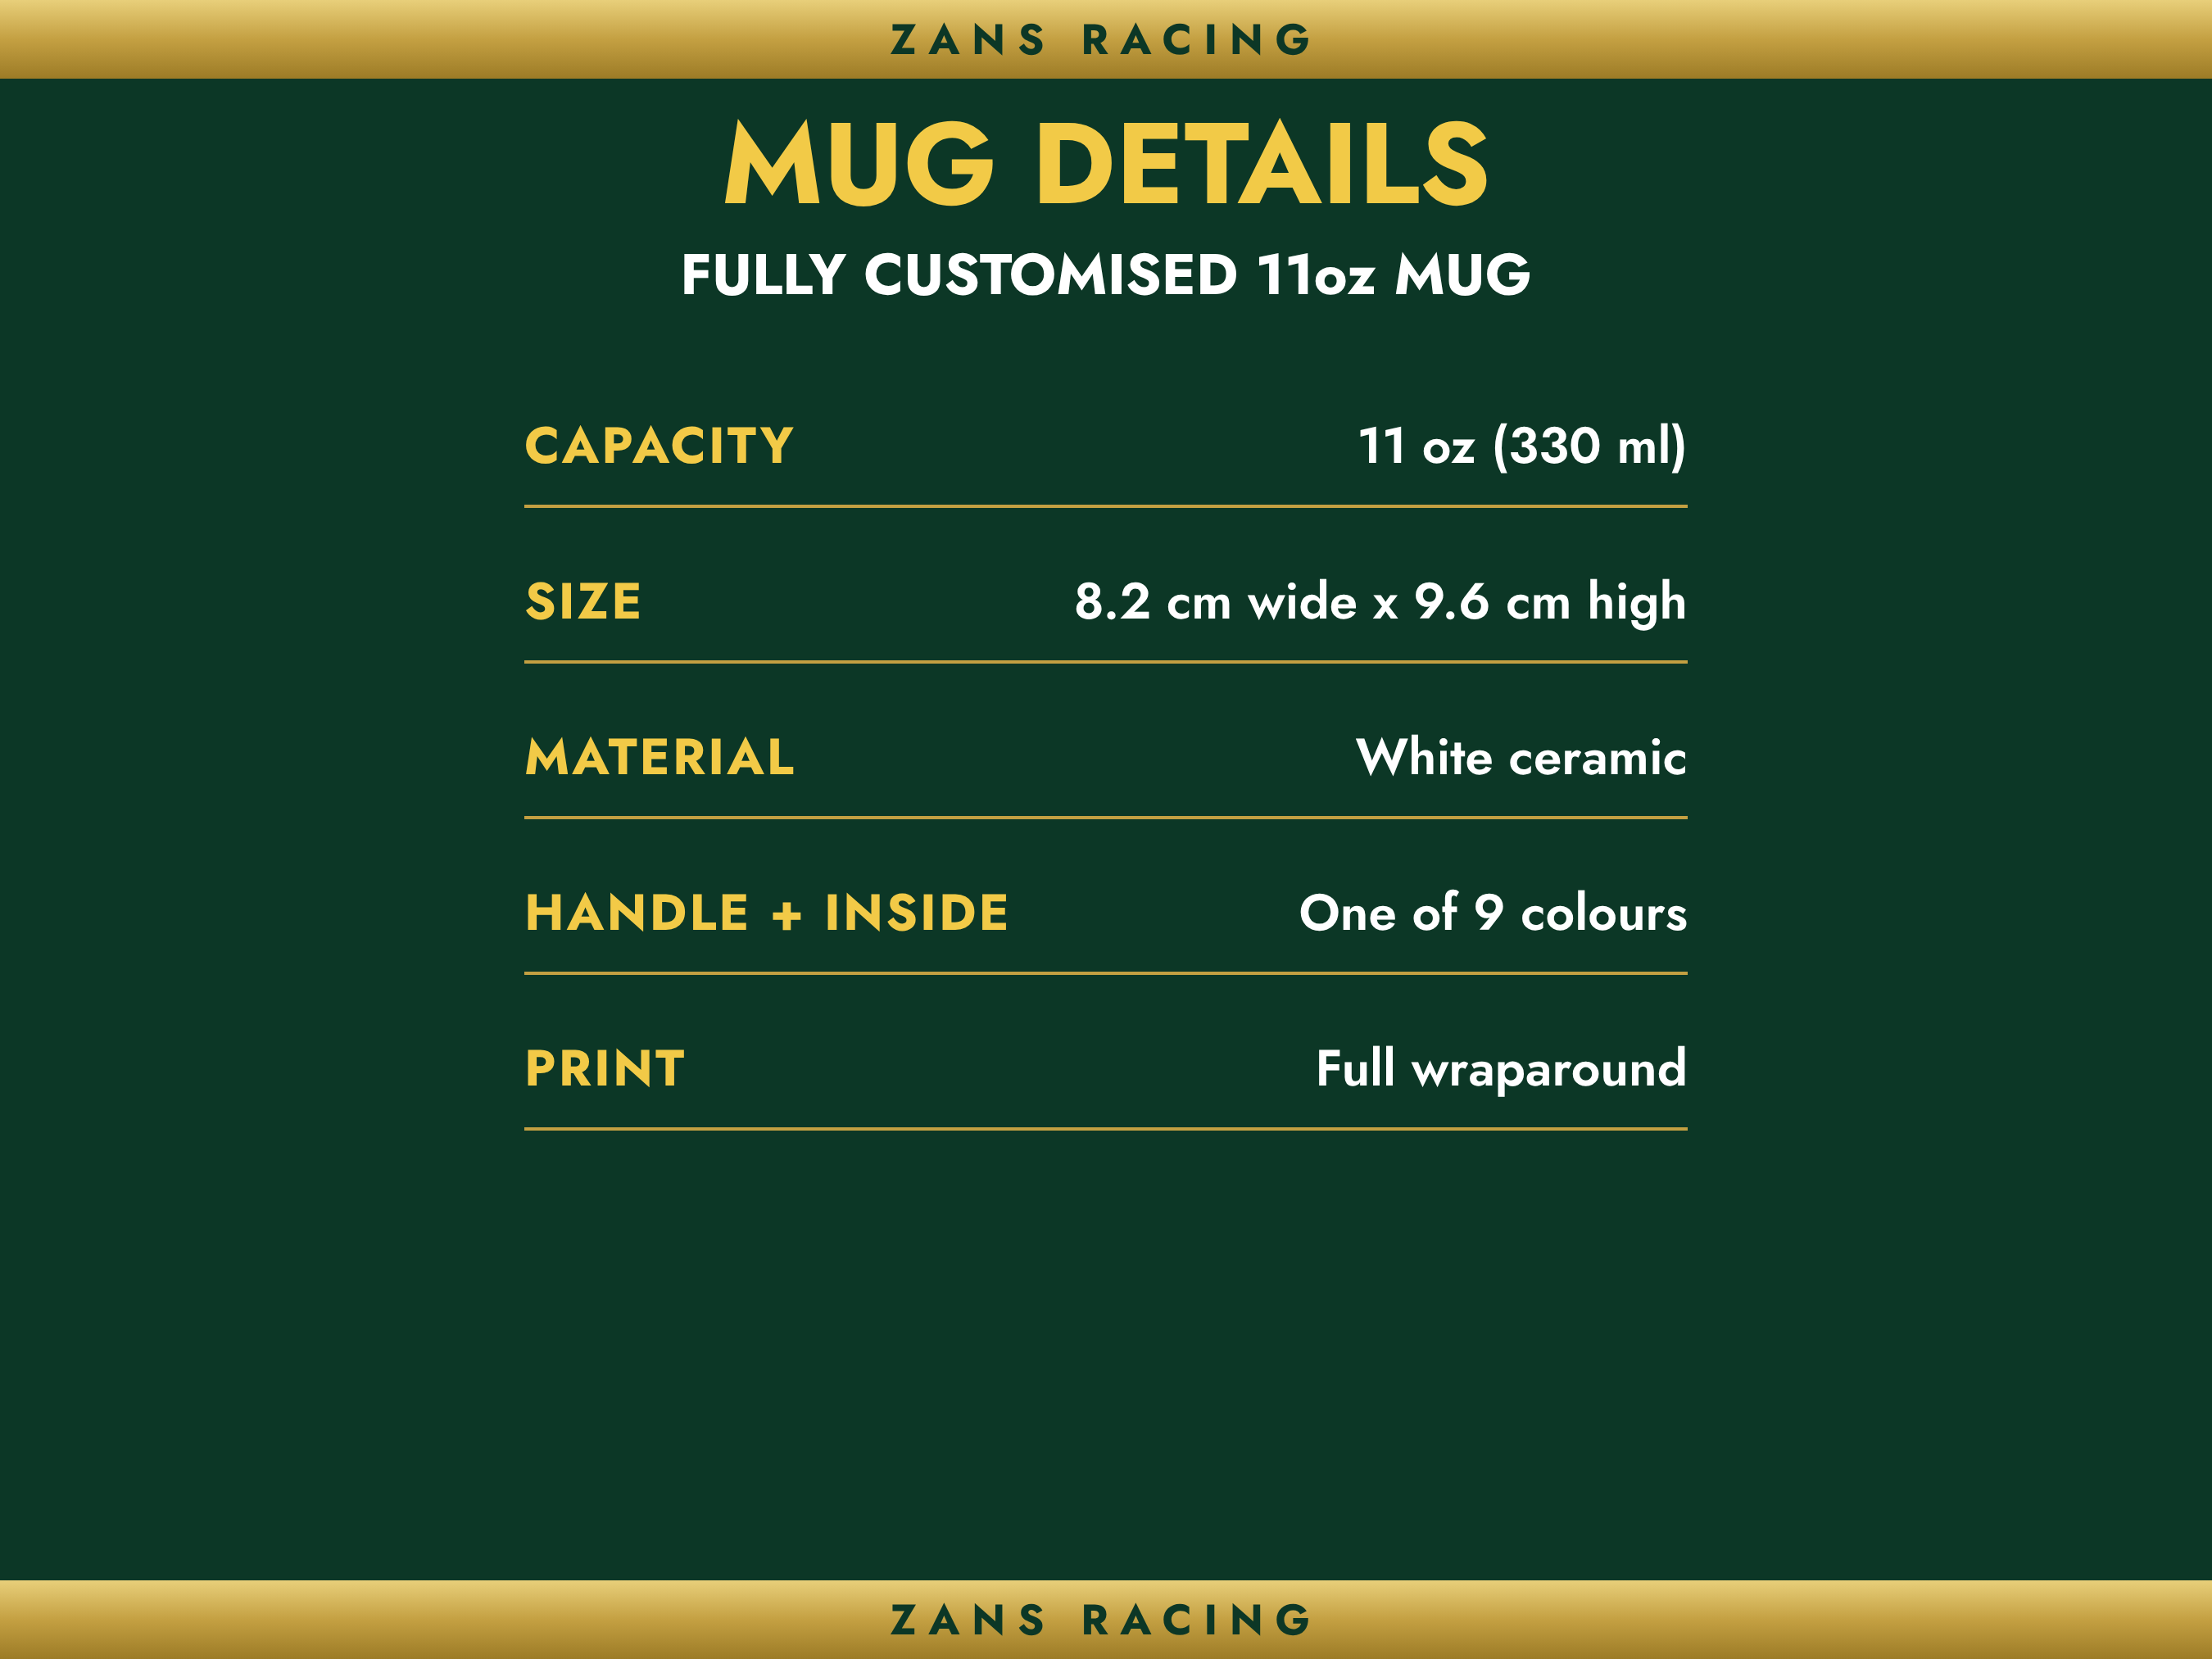 ZANS RACING
MUG DETAILS
FULLY CUSTOMISED 11oz MUG
CAPACITY 11 oz (330 ml)
SIZE 8.2 cm wide x 9.6 cm high
MATERIAL White ceramic
HANDLE + INSIDE One of 9 colours
PRINT Full wraparound
ZANS RACING